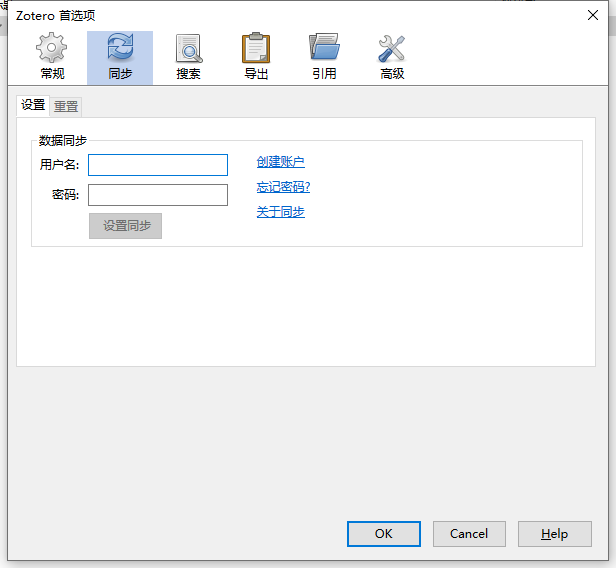 Zotero 首选项
常规 同步 搜索 导出 引用 高级
设置 重置
数据同步
用户名: 创建账户
忘记密码?
密码:
关于同步
设置同步
OK Cancel Help